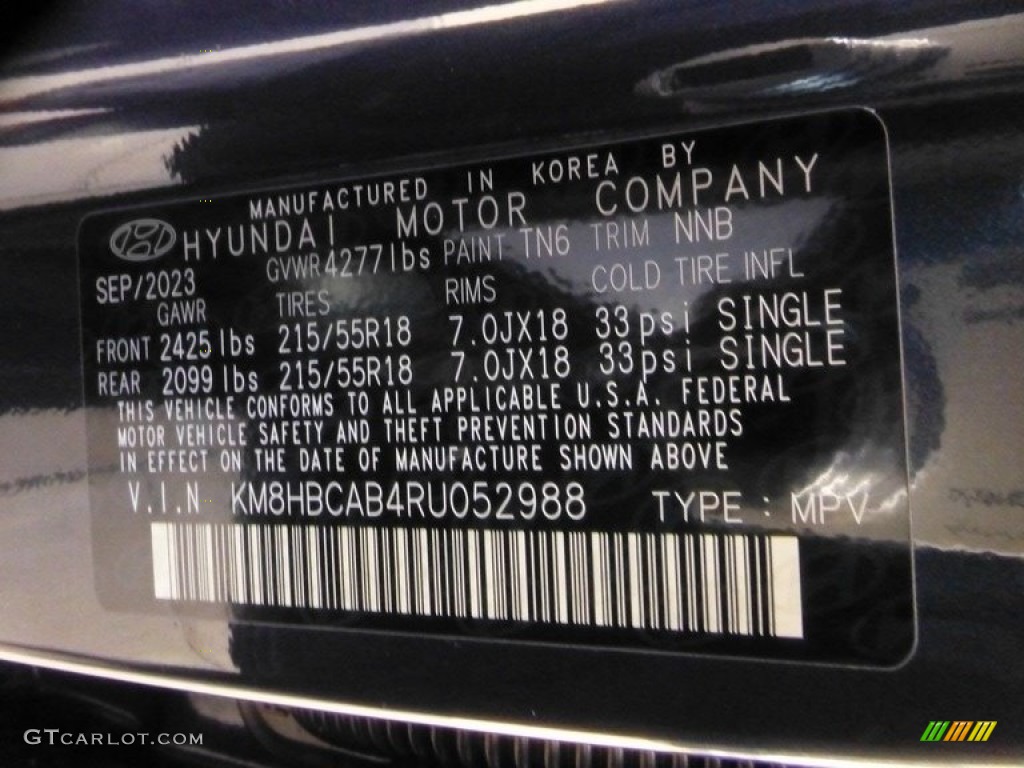 MANUFACTURED IN KOREA BY
HYUNDAI MOTOR COMPANY
SEP/2023 GVWR 4277lbs PAINT TN6 TRIM NNB
GAWR TIRES RIMS COLD TIRE INFL
FRONT 2425 lbs 215/55R18 7.0JX18 33psi SINGLE
REAR 2099 lbs 215/55R18 7.0JX18 33psi SINGLE
THIS VEHICLE CONFORMS TO ALL APPLICABLE U.S.A. FEDERAL
MOTOR VEHICLE SAFETY AND THEFT PREVENTION STANDARDS
IN EFFECT ON THE DATE OF MANUFACTURE SHOWN ABOVE
V.I.N KM8HBCAB4RU052988 TYPE : MPV
GTCARLOT.COM